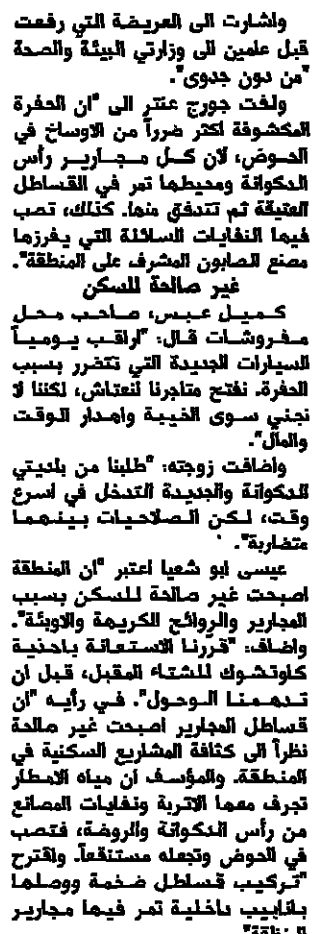 واشارت الى العريضة التي رفعت
قبل عامين الى وزارتي البيئة والصحة
"من دون جدوى".
ولفت جورج عنتر الى "ان الحفرة
المكشوفة اكثر ضرراً من الاوساخ في
الحوض، لان كل مجارير رأس
الدكوانة ومحيطها تمر في القساطل
العتيقة ثم تتدفق منها. كذلك، تصب
فيها النفايات السائلة التي يفرزها
مصنع للصابون المشرف على المنطقة".
غير صالحة للسكن
كميل عبس، صاحب محل
مفروشات قال: "اراقب يومياً
السيارات الجديدة التي تتضرر بسبب
الحفرة. نفتح متاجرنا لنعتاش، لكننا لا
نجني سوى الخيبة واهدار الوقت
والمال".
واضافت زوجته: "طلبنا من بلديتي
الدكوانة والجديدة التدخل في اسرع
وقت، لكن الصلاحيات بينهما
متضاربة".
عيسى ابو شعيا اعتبر "ان المنطقة
اصبحت غير صالحة للسكن بسبب
المجارير والروائح الكريهة والاوبئة".
واضاف: "قررنا الاستعانة باحذية
كاوتشوك للشتاء المقبل، قبل ان
تدهمنا الوحول". في رأيه "ان
قساطل المجارير اصبحت غير صالحة
نظراً الى كثافة المشاريع السكنية في
المنطقة. والمؤسف ان مياه الامطار
تجرف معها الاتربة ونفايات المصانع
من رأس الدكوانة والروضة، فتصب
في الحوض وتجعله مستنقعاً. واقترح
"تركيب قساطل ضخمة ووصلها
بانابيب داخلية تمر فيها مجارير
المنطقة".